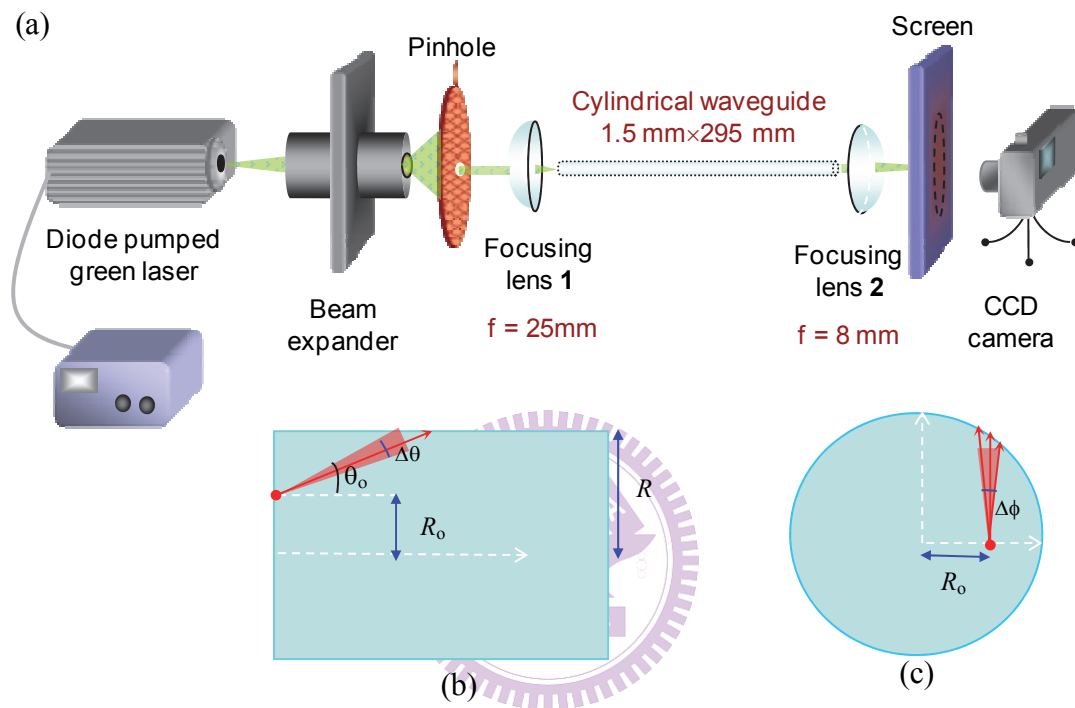 (a)
Pinhole
Screen
Cylindrical waveguide
1.5 mm×295 mm
Diode pumped
green laser
Beam
expander
Focusing
lens 1
f = 25mm
Focusing
lens 2
f = 8 mm
CCD
camera
Δθ
θo
Ro
R
(b)
Δϕ
Ro
(c)